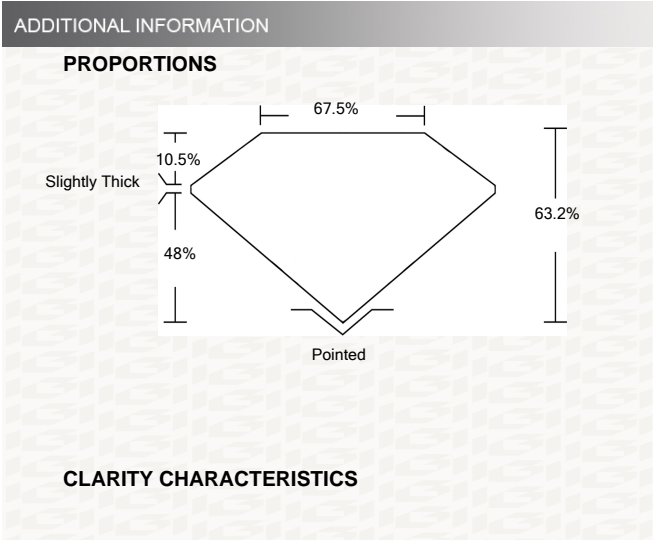 ADDITIONAL INFORMATION
PROPORTIONS
67.5%
10.5%
Slightly Thick
63.2%
48%
Pointed
CLARITY CHARACTERISTICS